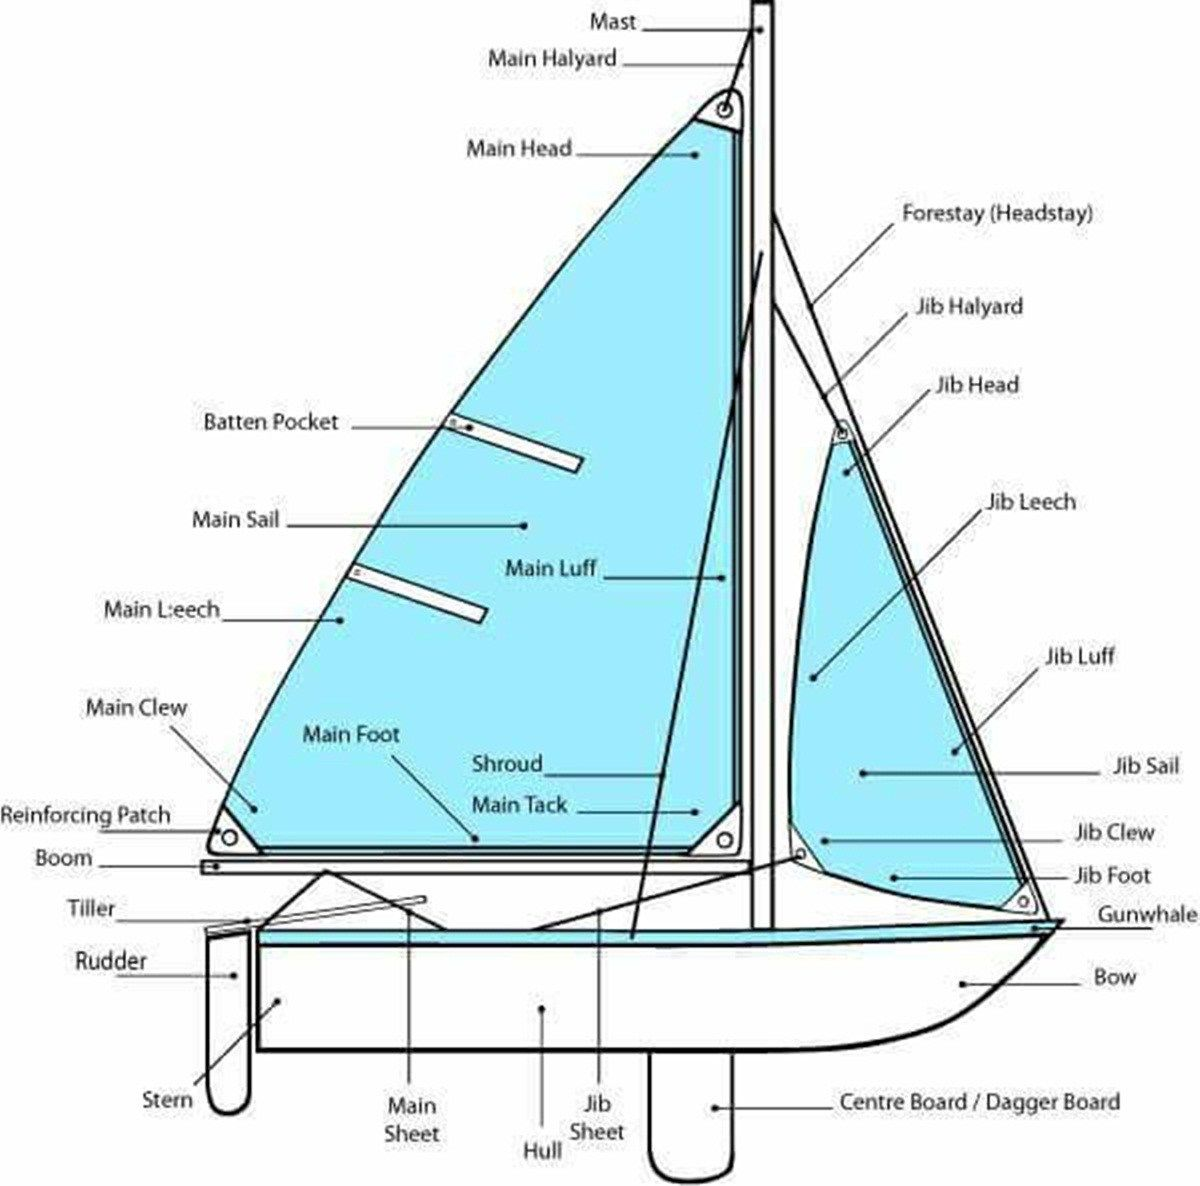 Mast
Main Halyard
Main Head
Forestay (Headstay)
Jib Halyard
Jib Head
Batten Pocket
Jib Leech
Main Sail
Main Luff
Main L:eech
Jib Luff
Main Clew
Main Foot
Shroud
Jib Sail
Main Tack
Reinforcing Patch
Jib Clew
Boom
Jib Foot
Tiller
Gunwhale
Rudder
Bow
Stern
Main
Sheet
Jib
Sheet
Hull
Centre Board / Dagger Board